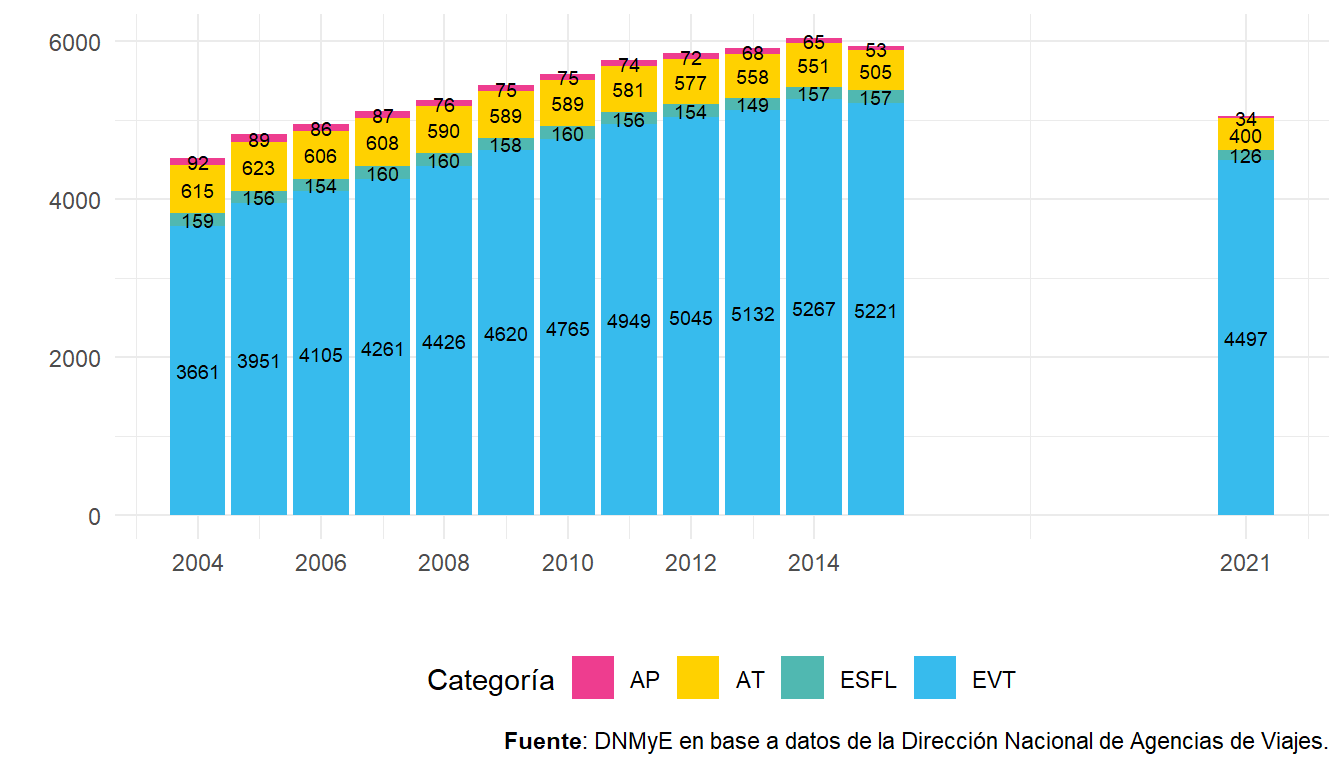 6000
4000
2000
0
92 89 86 87 76 75 75 74 72 68 65 53 34
615 623 606 608 590 589 589 581 577 558 551 505 400
159 156 154 160 160 158 160 156 154 149 157 157 126
3661 3951 4105 4261 4426 4620 4765 4949 5045 5132 5267 5221 4497
2004 2006 2008 2010 2012 2014 2021
Categoría AP AT ESFL EVT
Fuente: DNMyE en base a datos de la Dirección Nacional de Agencias de Viajes.